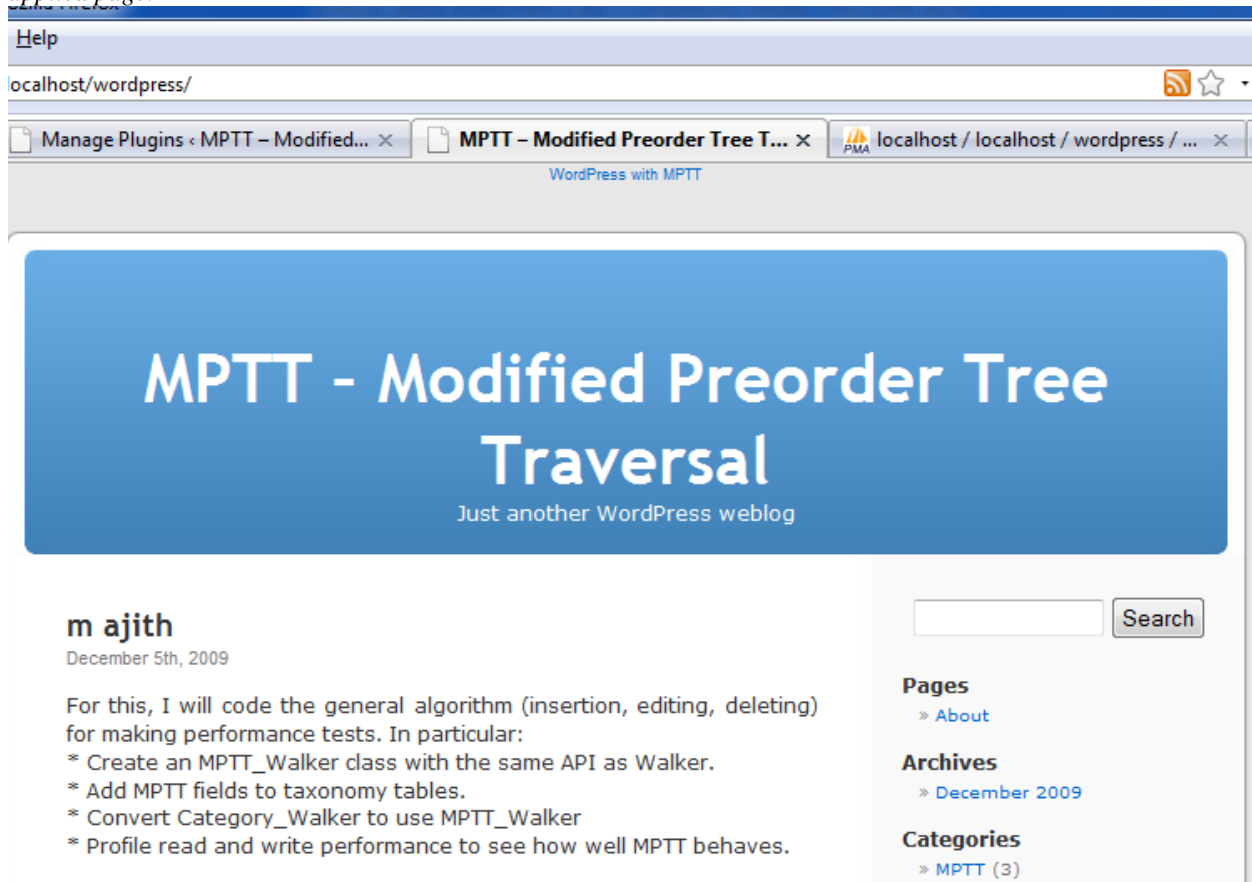 applied page.
Help
localhost/wordpress/
Manage Plugins ‹ MPTT – Modified... × MPTT – Modified Preorder Tree T... × PMA localhost / localhost / wordpress / ... ×
WordPress with MPTT
MPTT – Modified Preorder Tree
Traversal
Just another WordPress weblog
m ajith
December 5th, 2009
For this, I will code the general algorithm (insertion, editing, deleting)
for making performance tests. In particular:
* Create an MPTT_Walker class with the same API as Walker.
* Add MPTT fields to taxonomy tables.
* Convert Category_Walker to use MPTT_Walker
* Profile read and write performance to see how well MPTT behaves.
Search
Pages
» About
Archives
» December 2009
Categories
» MPTT (3)